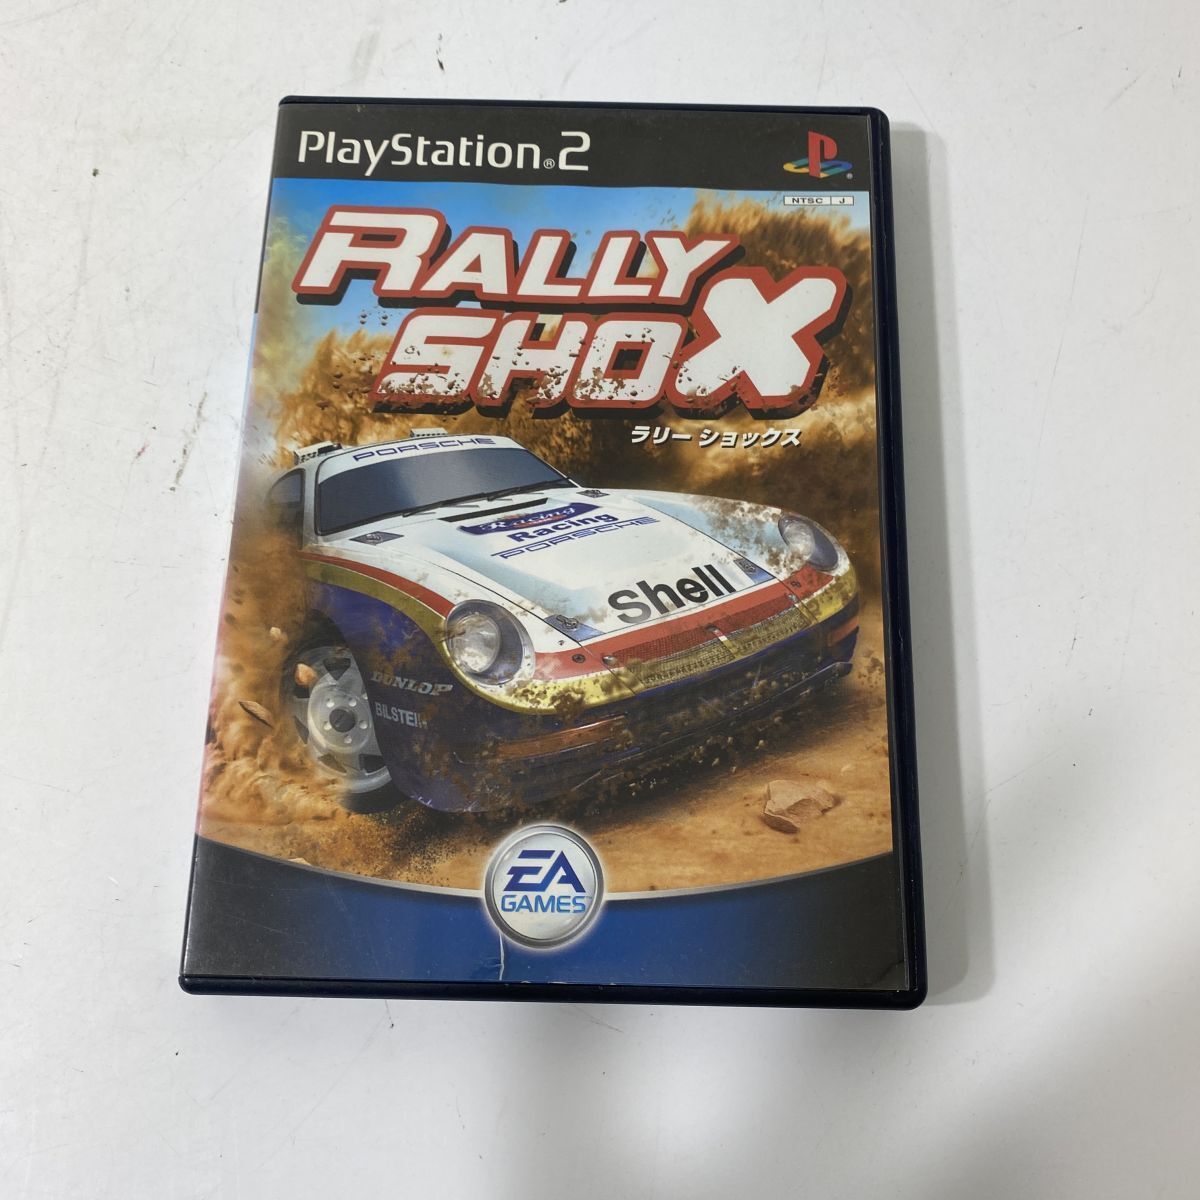 PlayStation®2
NTSC J
RALLY
SHOX
ラリー ショックス
PORSCHE
Racing
Racing
PORSCHE
Shell
DUNLOP
BILSTEIN
EA
GAMES